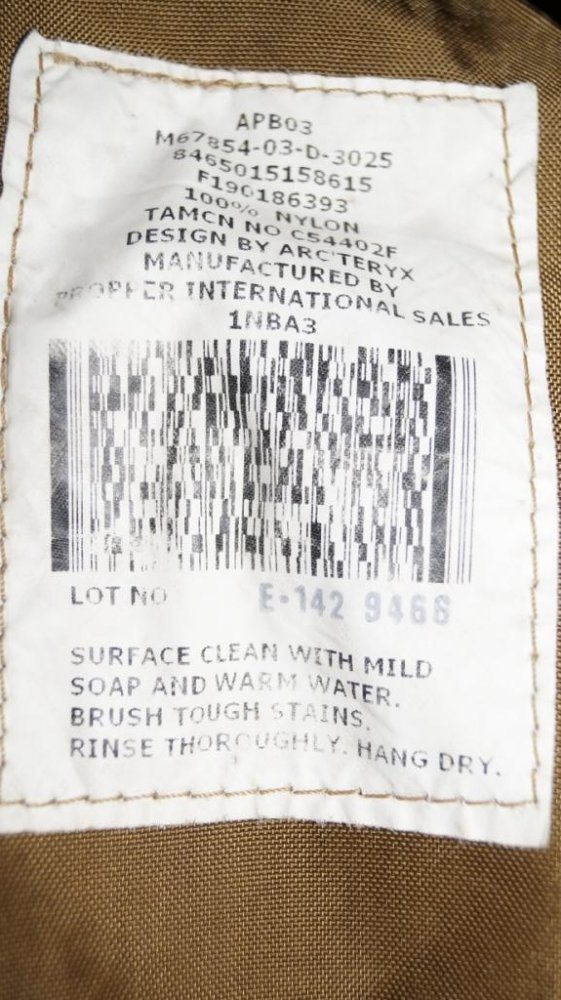 APB03
M67854-03-D-3025
8465015158615
F190186393
100% NYLON
TAMCN NO C54402F
DESIGN BY ARC'TERYX
MANUFACTURED BY
PROPPER INTERNATIONAL SALES
1NBA3
LOT NO E-142 9466
SURFACE CLEAN WITH MILD
SOAP AND WARM WATER.
BRUSH TOUGH STAINS.
RINSE THOROUGHLY. HANG DRY.